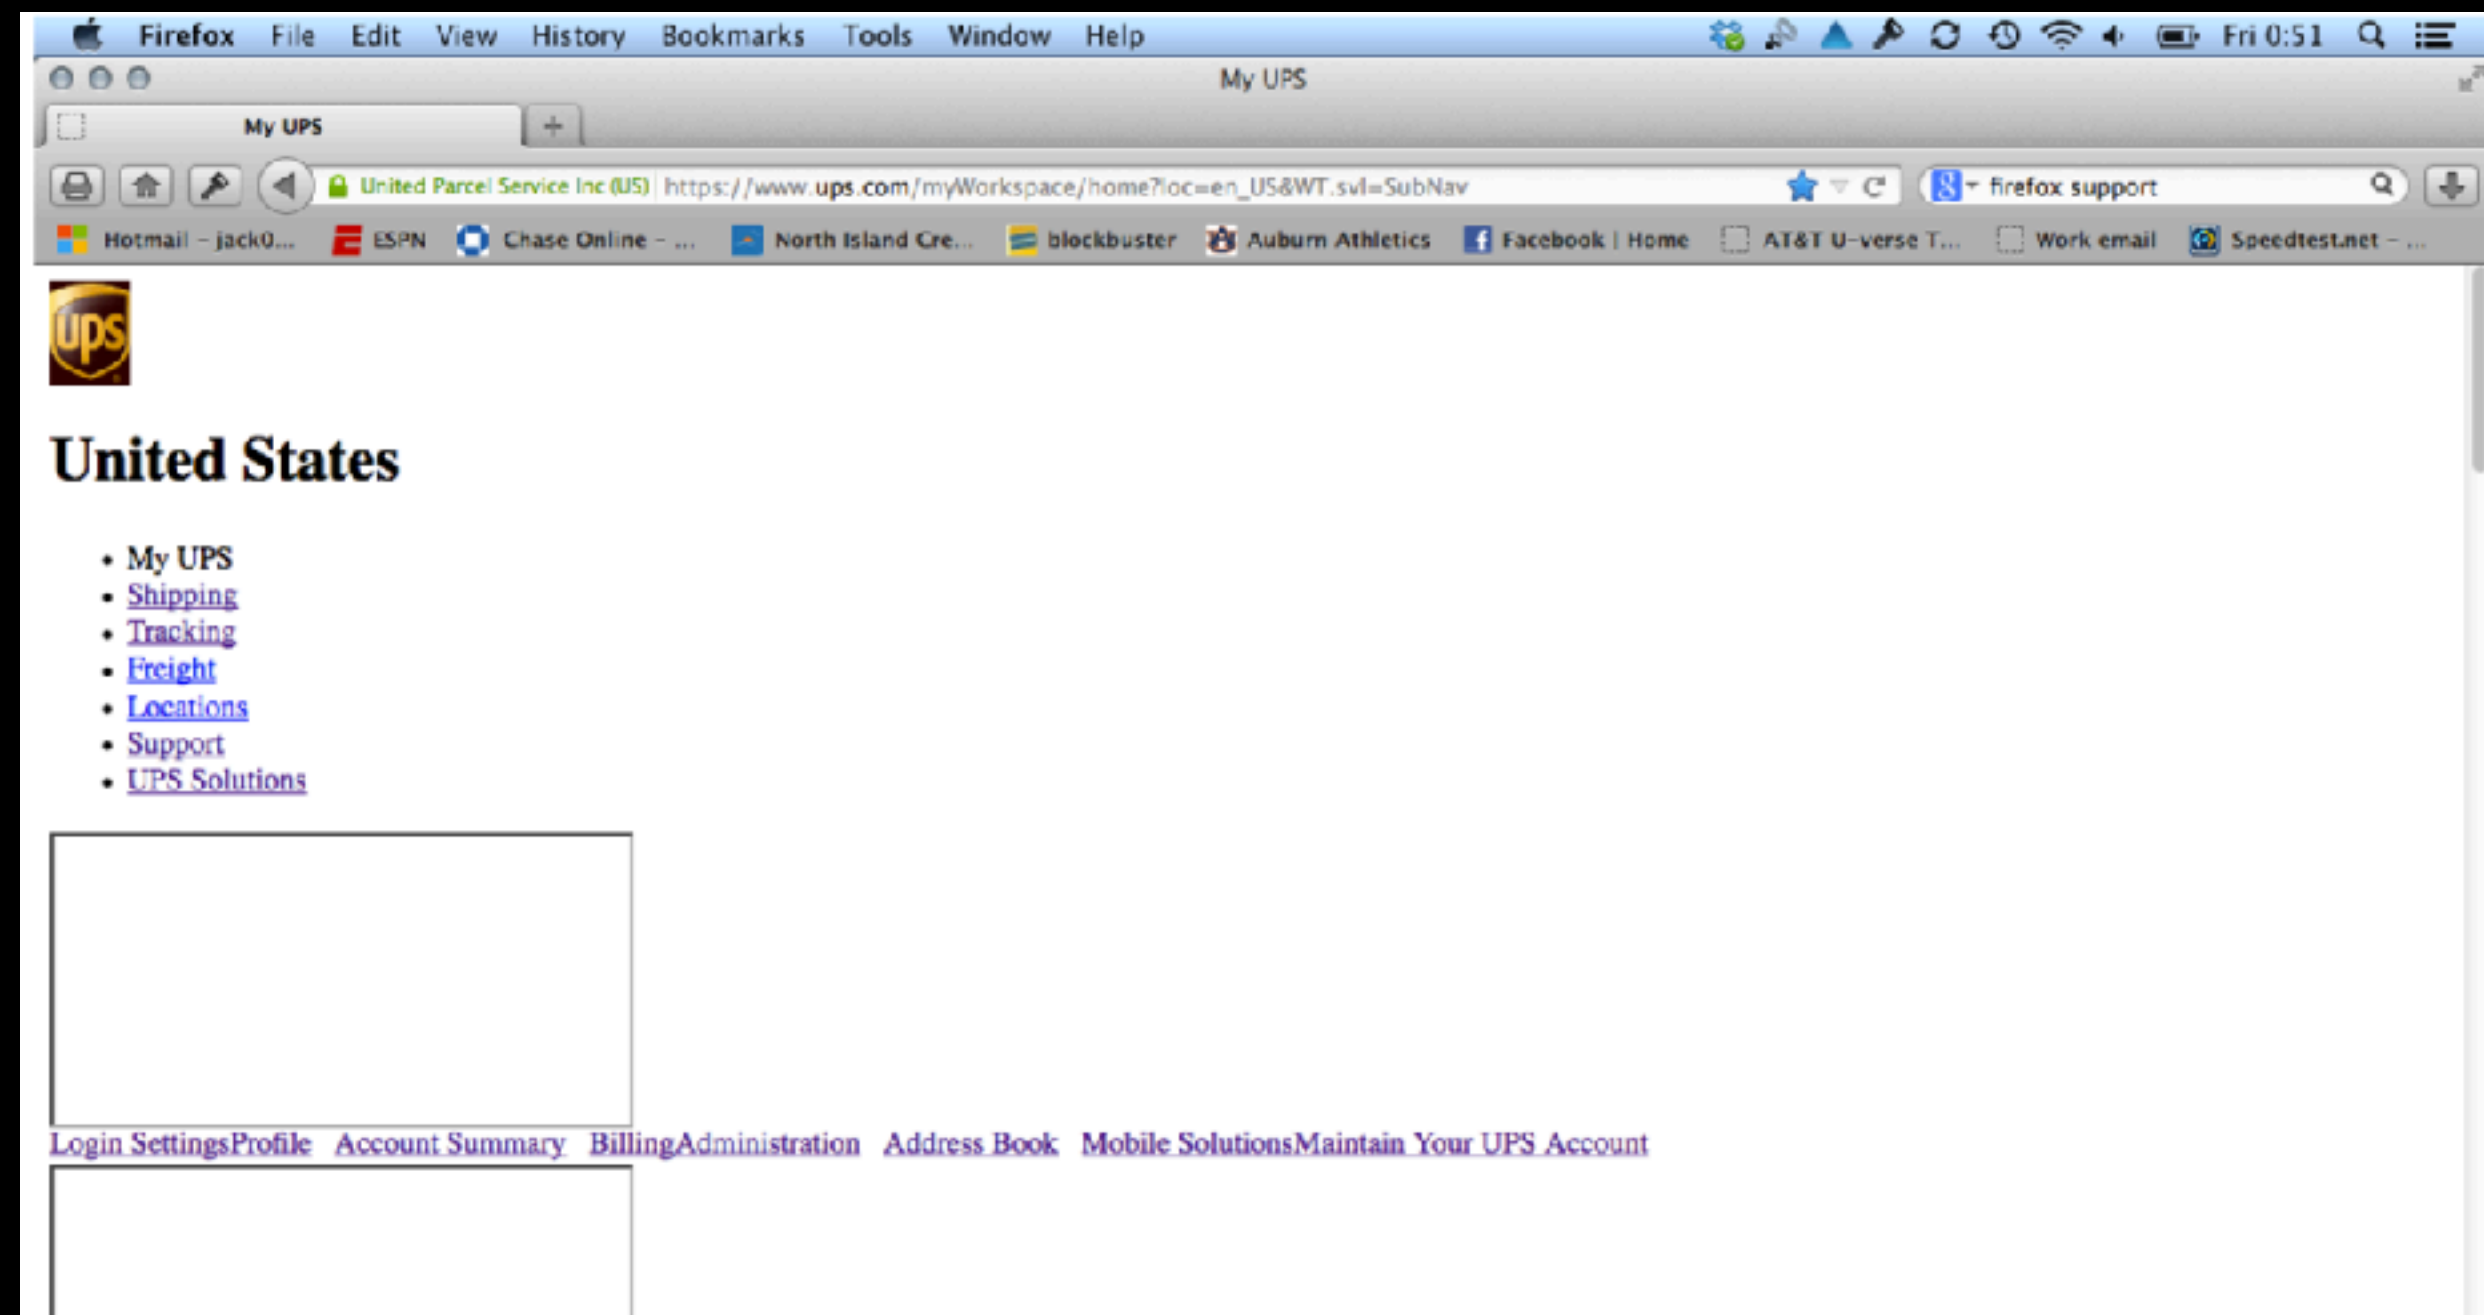 Firefox File Edit View History Bookmarks Tools Window Help Fri 0:51
My UPS
My UPS
United Parcel Service Inc (US) https://www.ups.com/myWorkspace/home?loc=en_US&WT.svl=SubNav firefox support
Hotmail – jack0... ESPN Chase Online – ... North Island Cre... blockbuster Auburn Athletics Facebook | Home AT&T U-verse T... Work email Speedtest.net – ...
ups
United States
• My UPS
• Shipping
• Tracking
• Freight
• Locations
• Support
• UPS Solutions
Login SettingsProfile Account Summary BillingAdministration Address Book Mobile SolutionsMaintain Your UPS Account